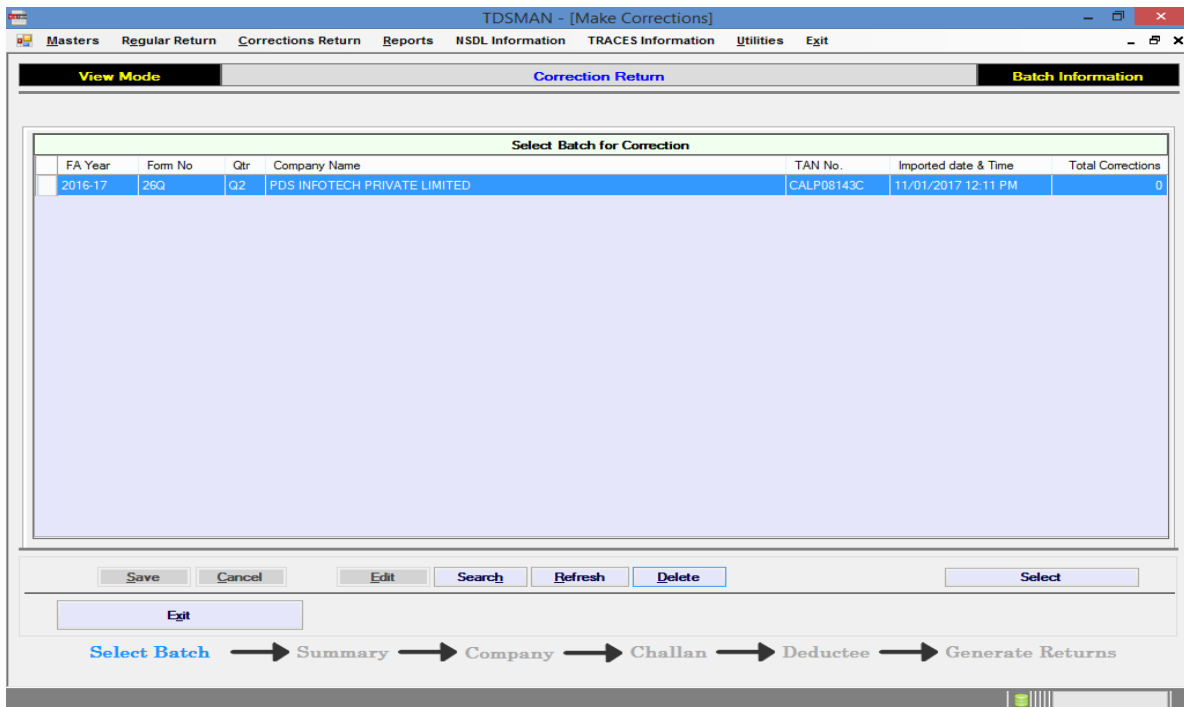 TDSMAN - [Make Corrections]
Masters Regular Return Corrections Return Reports NSDL Information TRACES Information Utilities Exit
View Mode Correction Return Batch Information
Select Batch for Correction
FA Year Form No Qtr Company Name TAN No. Imported date & Time Total Corrections
2016-17 26Q Q2 PDS INFOTECH PRIVATE LIMITED CALP08143C 11/01/2017 12:11 PM 0
Save Cancel Edit Search Refresh Delete Select
Exit
Select Batch Summary Company Challan Deductee Generate Returns